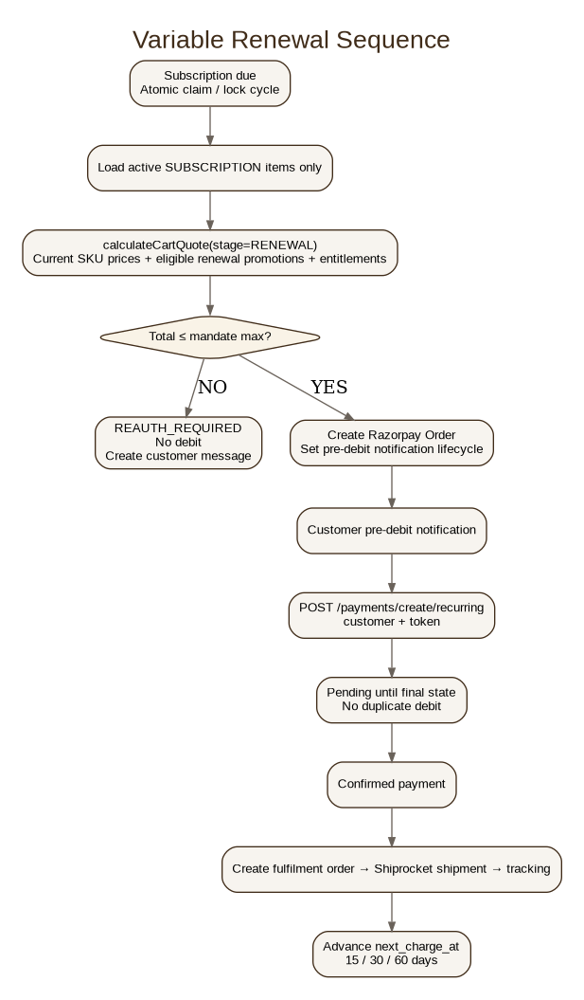 Variable Renewal Sequence
Subscription due
Atomic claim / lock cycle
Load active SUBSCRIPTION items only
calculateCartQuote(stage=RENEWAL)
Current SKU prices + eligible renewal promotions + entitlements
Total ≤ mandate max?
NO
YES
REAUTH_REQUIRED
No debit
Create customer message
Create Razorpay Order
Set pre-debit notification lifecycle
Customer pre-debit notification
POST /payments/create/recurring
customer + token
Pending until final state
No duplicate debit
Confirmed payment
Create fulfilment order → Shiprocket shipment → tracking
Advance next_charge_at
15 / 30 / 60 days